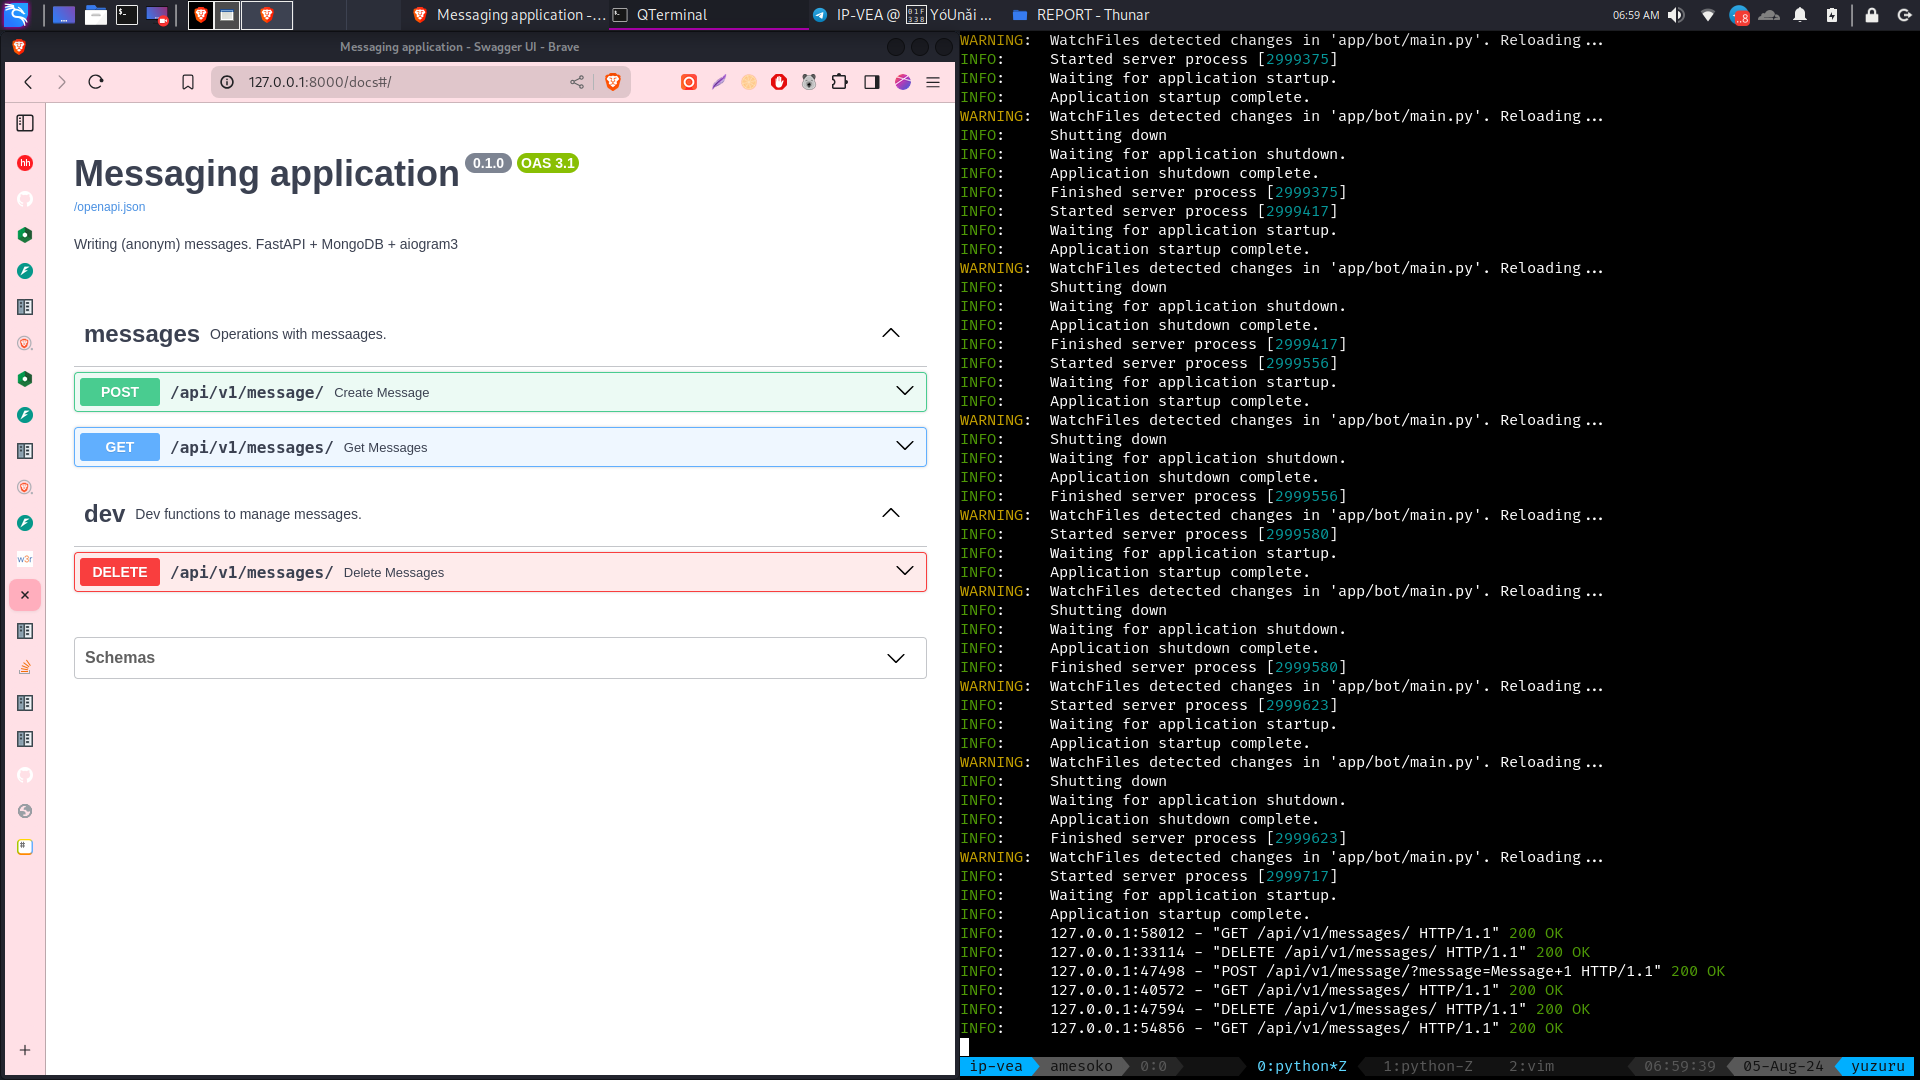 Messaging application -...
QTerminal
IP-VEA @ 01F338 YóUnǎi ...
REPORT - Thunar
06:59 AM
Messaging application - Swagger UI - Brave
127.0.0.1:8000/docs#/
Messaging application 0.1.0 OAS 3.1
/openapi.json
Writing (anonym) messages. FastAPI + MongoDB + aiogram3
messages Operations with messaages.
POST /api/v1/message/ Create Message
GET /api/v1/messages/ Get Messages
dev Dev functions to manage messages.
DELETE /api/v1/messages/ Delete Messages
Schemas
hh
w3r
WARNING: WatchFiles detected changes in 'app/bot/main.py'. Reloading...
INFO: Started server process [2999375]
INFO: Waiting for application startup.
INFO: Application startup complete.
WARNING: WatchFiles detected changes in 'app/bot/main.py'. Reloading...
INFO: Shutting down
INFO: Waiting for application shutdown.
INFO: Application shutdown complete.
INFO: Finished server process [2999375]
INFO: Started server process [2999417]
INFO: Waiting for application startup.
INFO: Application startup complete.
WARNING: WatchFiles detected changes in 'app/bot/main.py'. Reloading...
INFO: Shutting down
INFO: Waiting for application shutdown.
INFO: Application shutdown complete.
INFO: Finished server process [2999417]
INFO: Started server process [2999556]
INFO: Waiting for application startup.
INFO: Application startup complete.
WARNING: WatchFiles detected changes in 'app/bot/main.py'. Reloading...
INFO: Shutting down
INFO: Waiting for application shutdown.
INFO: Application shutdown complete.
INFO: Finished server process [2999556]
WARNING: WatchFiles detected changes in 'app/bot/main.py'. Reloading...
INFO: Started server process [2999580]
INFO: Waiting for application startup.
INFO: Application startup complete.
WARNING: WatchFiles detected changes in 'app/bot/main.py'. Reloading...
INFO: Shutting down
INFO: Waiting for application shutdown.
INFO: Application shutdown complete.
INFO: Finished server process [2999580]
WARNING: WatchFiles detected changes in 'app/bot/main.py'. Reloading...
INFO: Started server process [2999623]
INFO: Waiting for application startup.
INFO: Application startup complete.
WARNING: WatchFiles detected changes in 'app/bot/main.py'. Reloading...
INFO: Shutting down
INFO: Waiting for application shutdown.
INFO: Application shutdown complete.
INFO: Finished server process [2999623]
WARNING: WatchFiles detected changes in 'app/bot/main.py'. Reloading...
INFO: Started server process [2999717]
INFO: Waiting for application startup.
INFO: Application startup complete.
INFO: 127.0.0.1:58012 - "GET /api/v1/messages/ HTTP/1.1" 200 OK
INFO: 127.0.0.1:33114 - "DELETE /api/v1/messages/ HTTP/1.1" 200 OK
INFO: 127.0.0.1:47498 - "POST /api/v1/message/?message=Message+1 HTTP/1.1" 200 OK
INFO: 127.0.0.1:40572 - "GET /api/v1/messages/ HTTP/1.1" 200 OK
INFO: 127.0.0.1:47594 - "DELETE /api/v1/messages/ HTTP/1.1" 200 OK
INFO: 127.0.0.1:54856 - "GET /api/v1/messages/ HTTP/1.1" 200 OK
ip-vea amesoko 0:0 0:python*Z 1:python-Z 2:vim 06:59:39 05-Aug-24 yuzuru